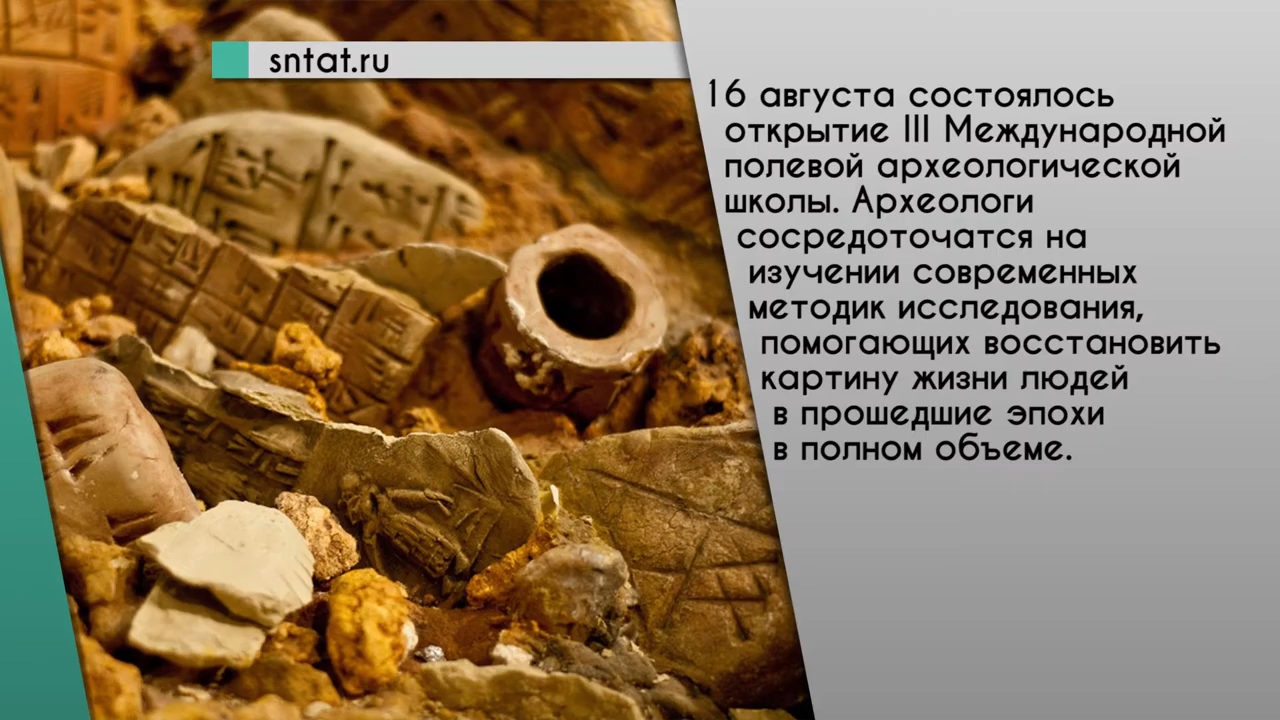 sntat.ru
16 августа состоялось
открытие III Международной
полевой археологической
школы. Археологи
сосредоточатся на
изучении современных
методик исследования,
помогающих восстановить
картину жизни людей
в прошедшие эпохи
в полном объеме.